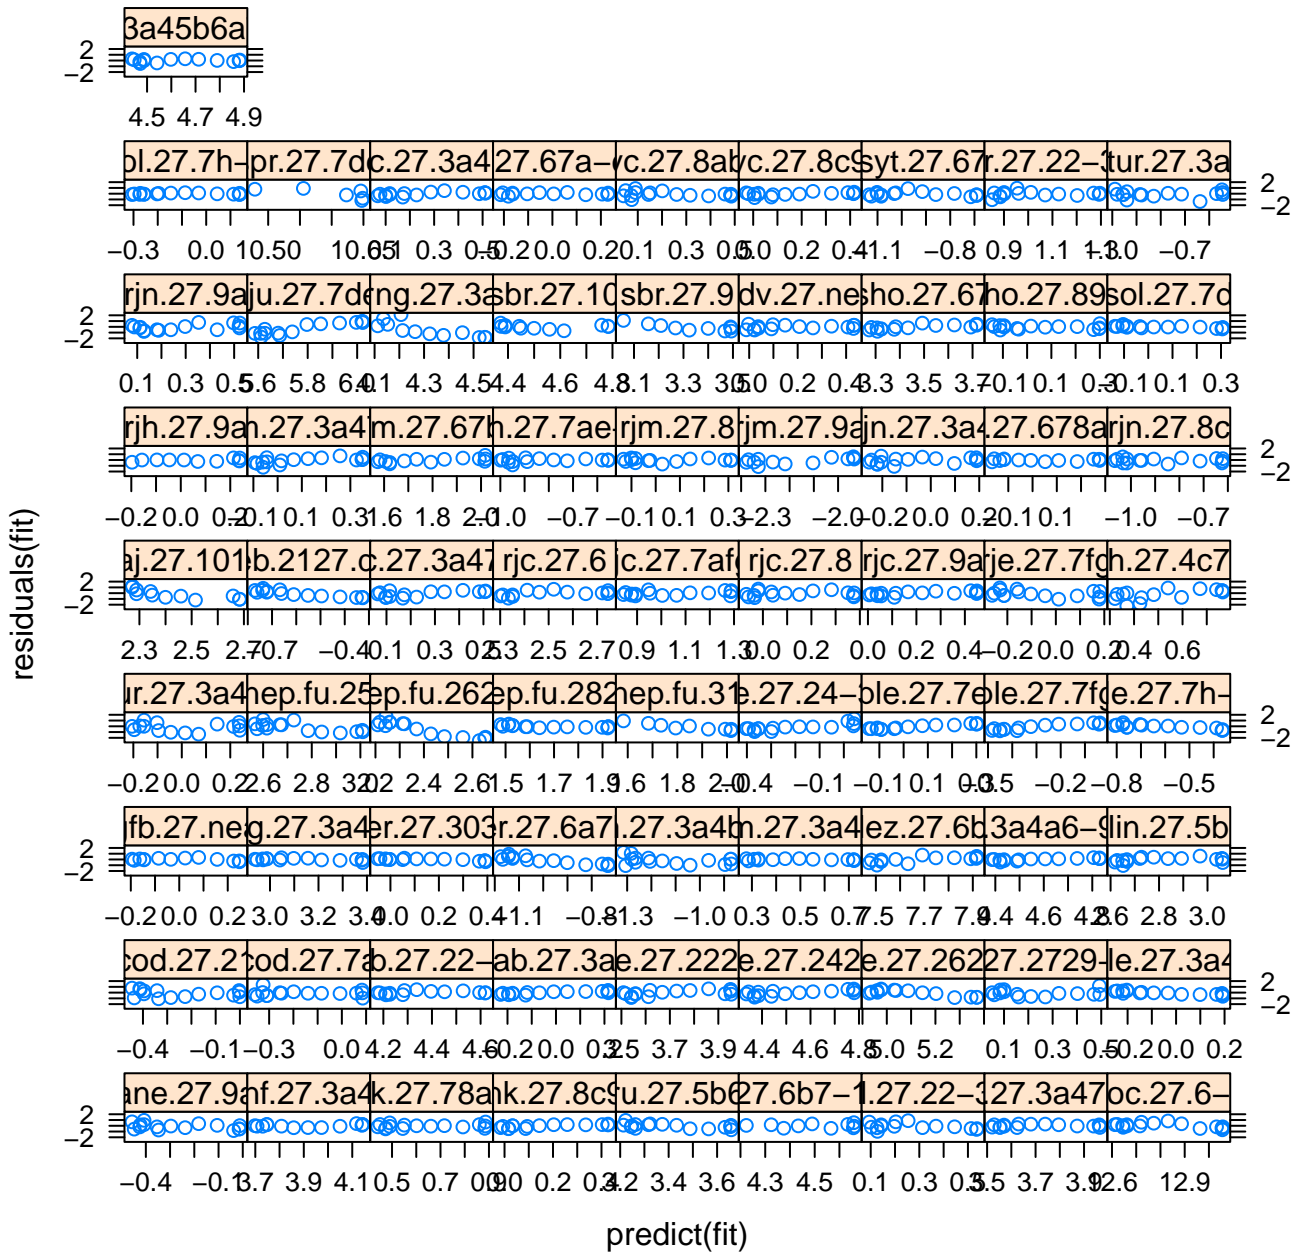 3a45b6a
2
−2
4.5 4.7 4.9
ol.27.7h− pr.27.7d c.27.3a4 27.67a− vc.27.8ab vc.27.8c9 syt.27.67 r.27.22−3 tur.27.3a
2
−2
−0.3 0.0 10.50 10.65 0.1 0.3 0.5 −0.2 0.0 0.2 0.1 0.3 0.5 0.0 0.2 0.4 −1.1 −0.8 0.9 1.1 1.3 −1.0 −0.7
rjn.27.9a ju.27.7de ng.27.3a sbr.27.10 sbr.27.9 dv.27.ne sho.27.67 ho.27.89 sol.27.7d
2
−2
0.1 0.3 0.5 5.6 5.8 6.0 4.1 4.3 4.5 4.4 4.6 4.8 3.1 3.3 3.5 0.0 0.2 0.4 3.3 3.5 3.7 −0.1 0.1 0.3 −0.1 0.1 0.3
rjh.27.9a 27.3a4 m.27.67b 27.7ae− rjm.27.8 rjm.27.9a jn.27.3a4 .27.678a rjn.27.8c
2
−2
−0.2 0.0 0.2 −0.1 0.1 0.3 1.6 1.8 2.0 −1.0 −0.7 −0.1 0.1 0.3 −2.3 −2.0 −0.2 0.0 0.2 −0.1 0.1 −1.0 −0.7
aj.27.101 b.2127. c.27.3a47 rjc.27.6 jc.27.7afg rjc.27.8 rjc.27.9a rje.27.7fg h.27.4c7
2
−2
2.3 2.5 2.7 −0.7 −0.4 0.1 0.3 0.5 2.3 2.5 2.7 0.9 1.1 1.3 0.0 0.2 0.0 0.2 0.4 −0.2 0.0 0.2 0.4 0.6
residuals(fit)
ur.27.3a4 nep.fu.25 ep.fu.262 ep.fu.282 nep.fu.31 e.27.24−3 ple.27.7e ple.27.7fg e.27.7h−
2
−2
−0.2 0.0 0.2 2.6 2.8 3.0 2.2 2.4 2.6 1.5 1.7 1.9 1.6 1.8 2.0 −0.4 −0.1 −0.1 0.1 0.3 −0.5 −0.2 −0.8 −0.5
gfb.27.ne g.27.3a4 er.27.303 r.27.6a7 .27.3a4b 27.3a4 ez.27.6b .3a4a6−9 lin.27.5b
2
−2
−0.2 0.0 0.2 3.0 3.2 3.4 0.0 0.2 0.4 −1.1 −0.8 −1.3 −1.0 0.3 0.5 0.7 7.5 7.7 7.9 4.4 4.6 4.8 2.6 2.8 3.0
cod.27.21 cod.27.7a b.27.22− ab.27.3a e.27.222 e.27.242 e.27.262 27.2729− le.27.3a4
2
−2
−0.4 −0.1 −0.3 0.0 4.2 4.4 4.6 −0.2 0.0 0.2 3.5 3.7 3.9 4.4 4.6 4.8 5.0 5.2 0.1 0.3 0.5 −0.2 0.0 0.2
ane.27.9a nf.27.3a4 k.27.78a nk.27.8c9 ru.27.5b6 27.6b7−1 .27.22−3 .27.3a47 oc.27.6−
2
−2
−0.4 −0.1 3.7 3.9 4.1 0.5 0.7 0.9 0.0 0.2 0.4 3.2 3.4 3.6 4.3 4.5 0.1 0.3 0.5 3.5 3.7 3.9 12.6 12.9
predict(fit)